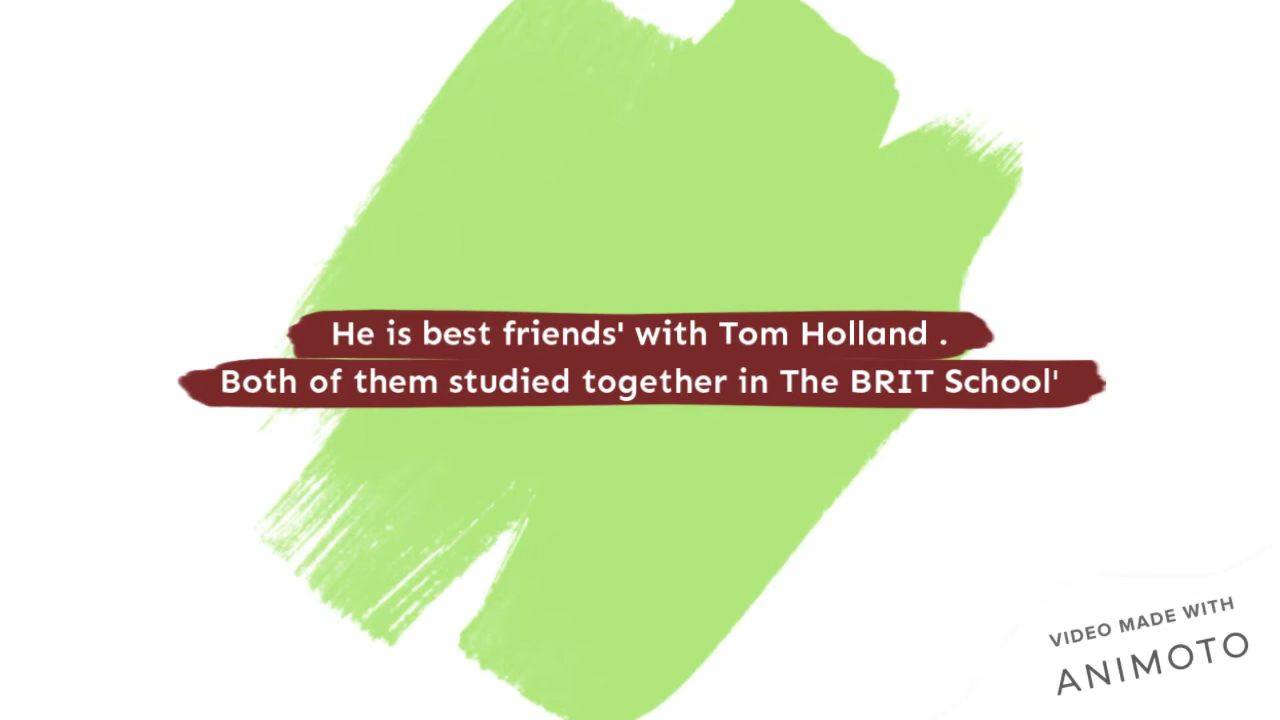 He is best friends' with Tom Holland .
Both of them studied together in The BRIT School'
VIDEO MADE WITH
ANIMOTO